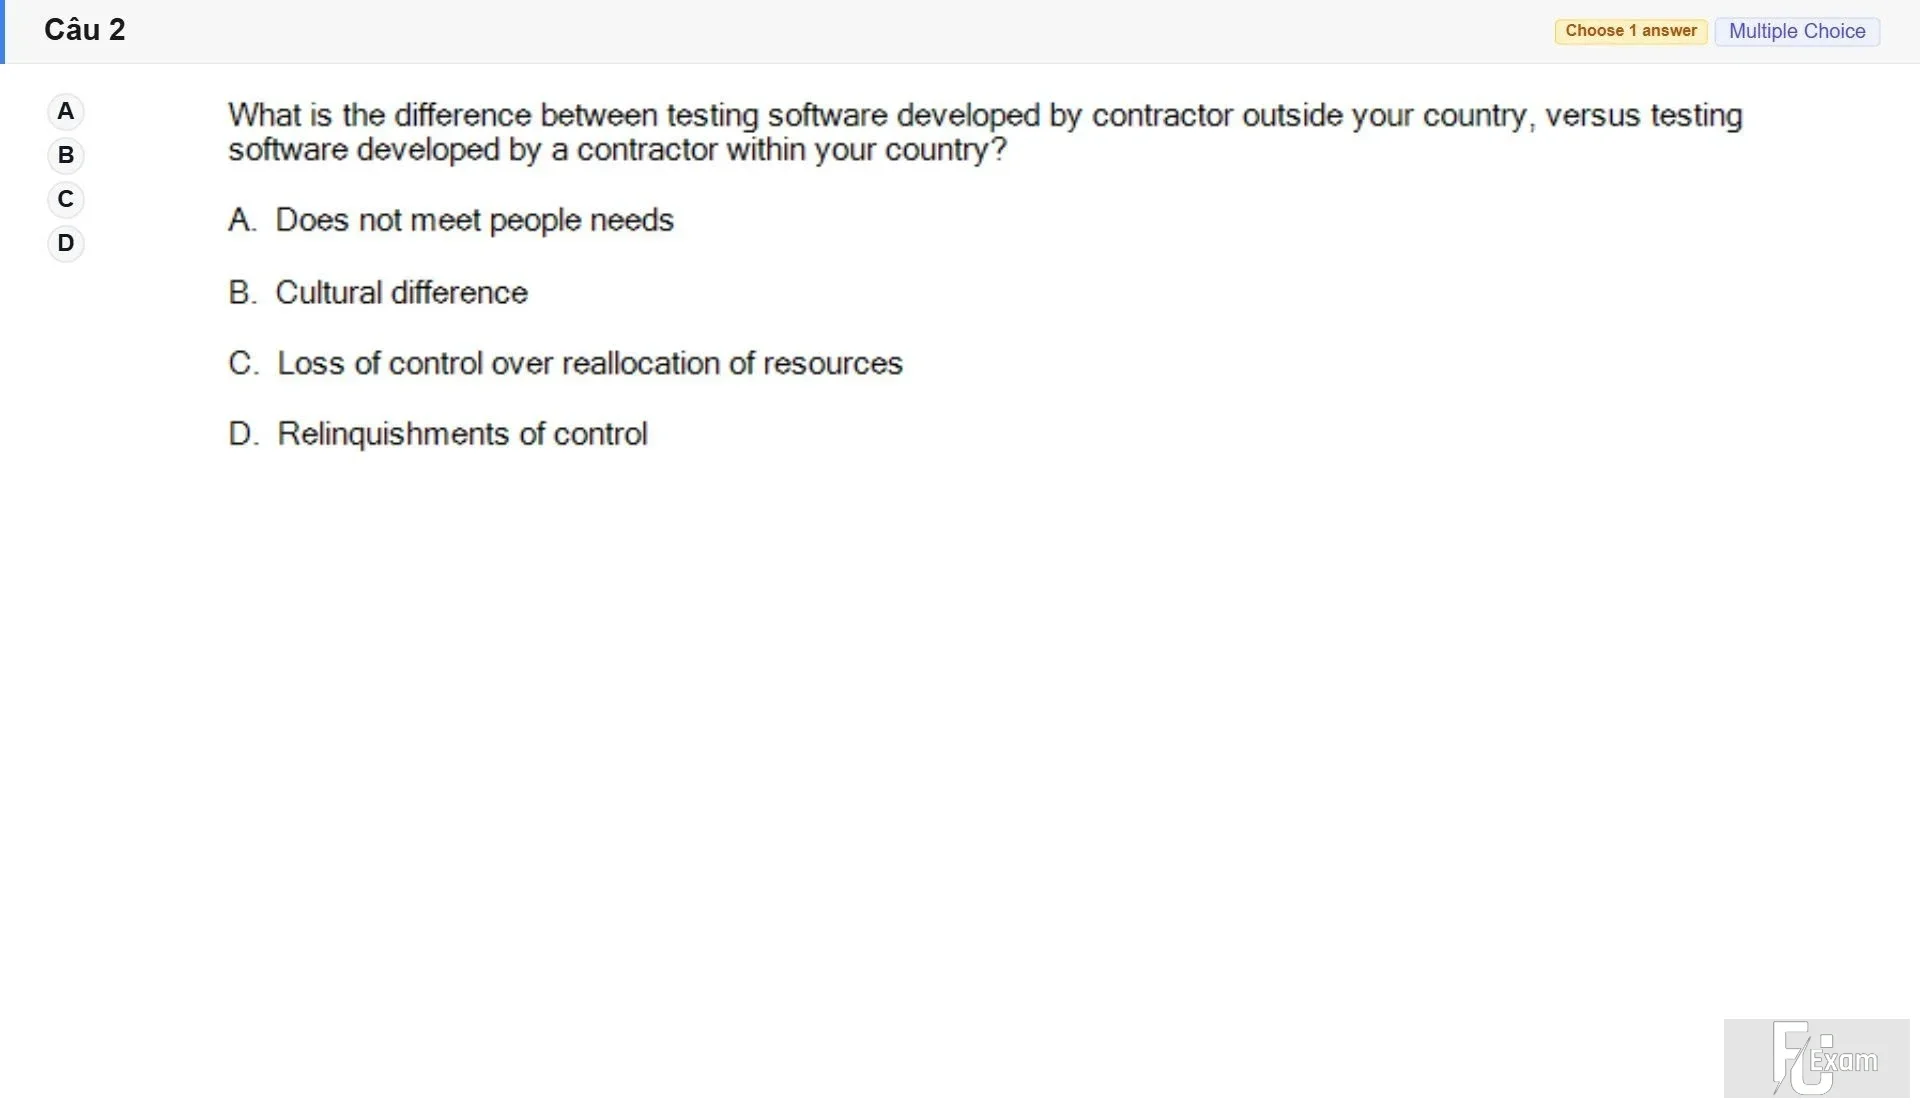 Câu 2
Choose 1 answer
Multiple Choice
A
B
C
D
What is the difference between testing software developed by contractor outside your country, versus testing
software developed by a contractor within your country?
A. Does not meet people needs
B. Cultural difference
C. Loss of control over reallocation of resources
D. Relinquishments of control
FU Exam